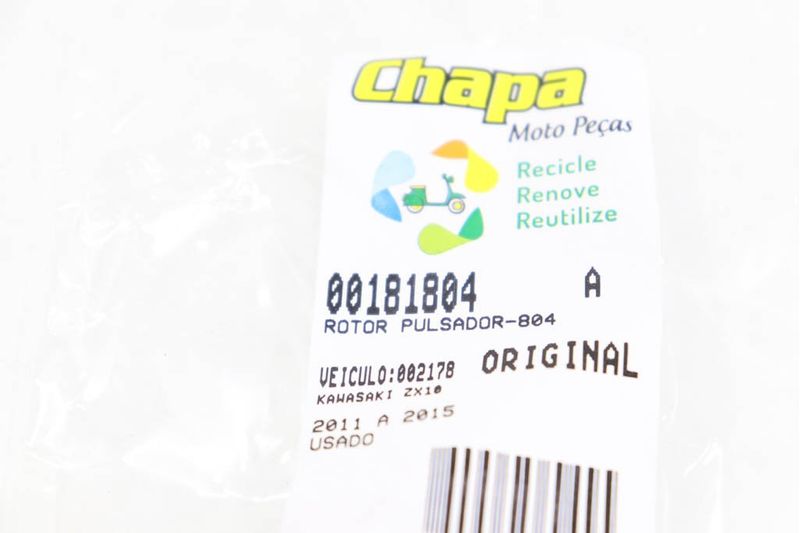 Chapa
Moto Peças
Recicle
Renove
Reutilize
00181804 A
ROTOR PULSADOR-804
VEICULO:002178 ORIGINAL
KAWASAKI ZX10
2011 A 2015
USADO